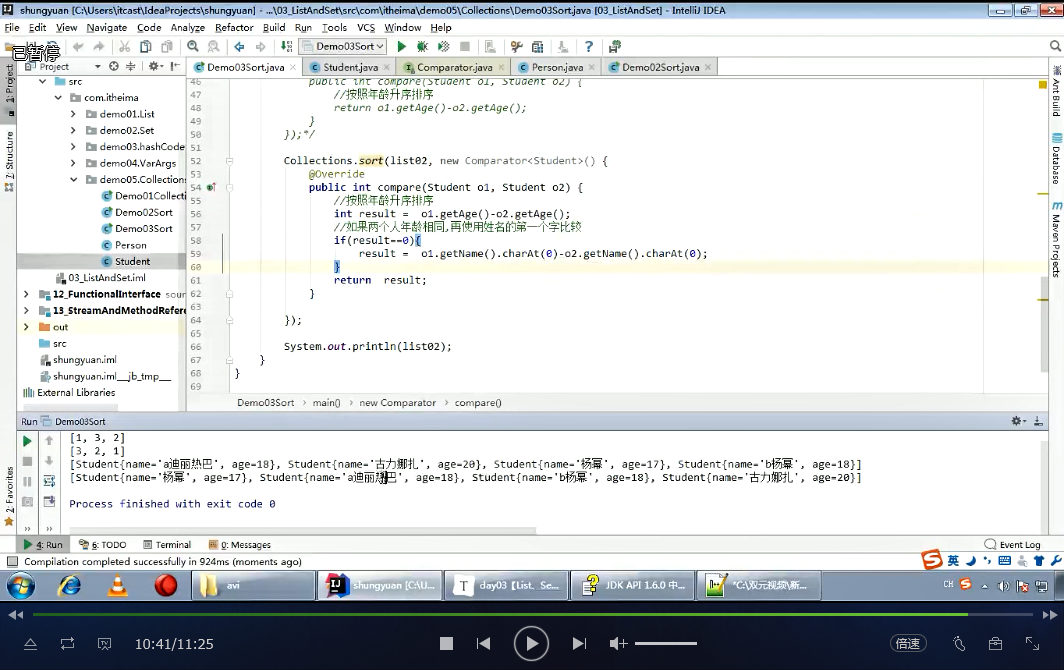 shungyuan [C:\Users\itcast\IdeaProjects\shungyuan] - ...\03_ListAndSet\src\com\itheima\demo05\Collections\Demo03Sort.java [03_ListAndSet] - IntelliJ IDEA
File Edit View Navigate Code Analyze Refactor Build Run Tools VCS Window Help
Demo03Sort
已暂停
Project
Demo03Sort.java Student.java Comparator.java Person.java Demo02Sort.java
1: Project
Z: Structure
2: Favorites
Ant Build
Database
Maven Projects
src
com.itheima
demo01.List
demo02.Set
demo03.hashCode
demo04.VarArgs
demo05.Collections
Demo01Collecti
Demo02Sort
Demo03Sort
Person
Student
03_ListAndSet.iml
12_FunctionalInterface sour
13_StreamAndMethodRefere
out
src
shungyuan.iml
shungyuan.iml__jb_tmp__
External Libraries
46 public int compare(Student o1, Student o2) {
47 //按照年龄升序排序
48 return o1.getAge()-o2.getAge();
49 }
50 });*/
51
52 Collections.sort(list02, new Comparator<Student>() {
53 @Override
54 public int compare(Student o1, Student o2) {
55 //按照年龄升序排序
56 int result = o1.getAge()-o2.getAge();
57 //如果两个人年龄相同,再使用姓名的第一个字比较
58 if(result==0){
59 result = o1.getName().charAt(0)-o2.getName().charAt(0);
60 }
61 return result;
62 }
63
64 });
65
66 System.out.println(list02);
67 }
68 }
69
Demo03Sort main() new Comparator compare()
Run Demo03Sort
[1, 3, 2]
[3, 2, 1]
[Student{name='a迪丽热巴', age=18}, Student{name='古力娜扎', age=20}, Student{name='杨幂', age=17}, Student{name='b杨幂', age=18}]
[Student{name='杨幂', age=17}, Student{name='a迪丽热巴', age=18}, Student{name='b杨幂', age=18}, Student{name='古力娜扎', age=20}]
Process finished with exit code 0
4: Run 6: TODO Terminal 0: Messages Event Log
Compilation completed successfully in 924ms (moments ago)
英
avi
shungyuan [C:\U...
day03【List、Se...
JDK API 1.6.0 中...
*C:\双元视频\新...
CH
10:41/11:25
倍速